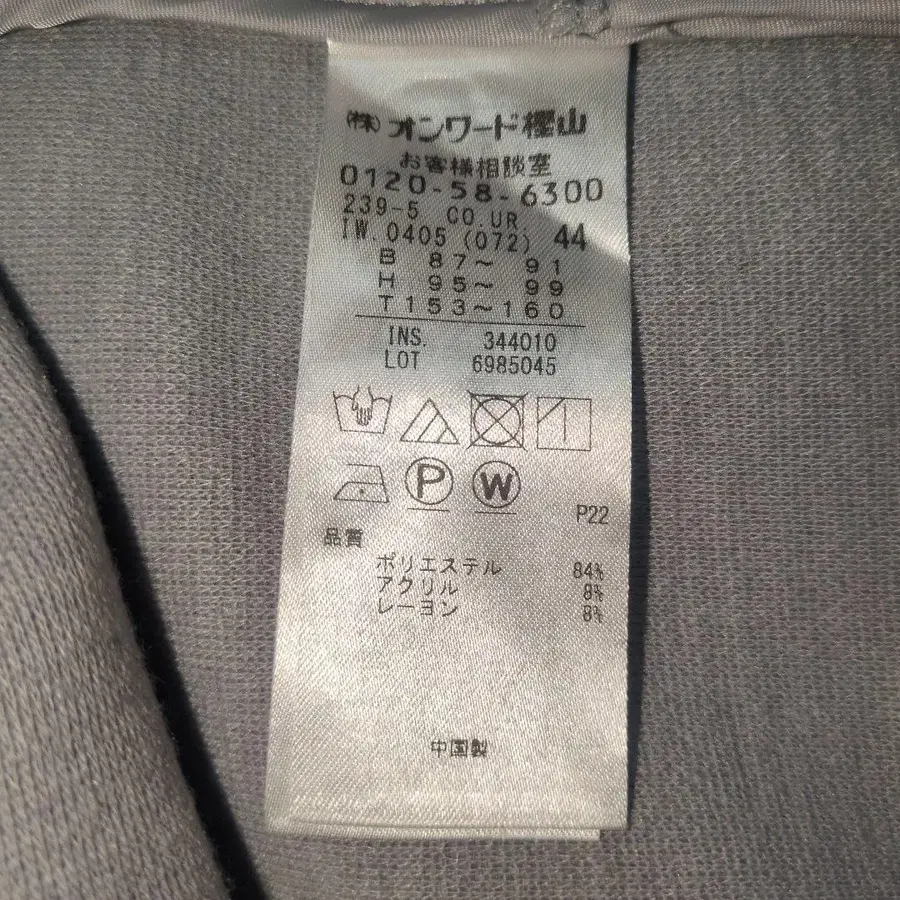 (株)オンワード樫山
お客様相談室
0120-58-6300
239-5 CO.UR
IW.0405 (072) 44
B 87～ 91
H 95～ 99
T153～160
INS. 344010
LOT 6985045
P W
P22
品質
ポリエステル 84%
アクリル 8%
レーヨン 8%
中国製